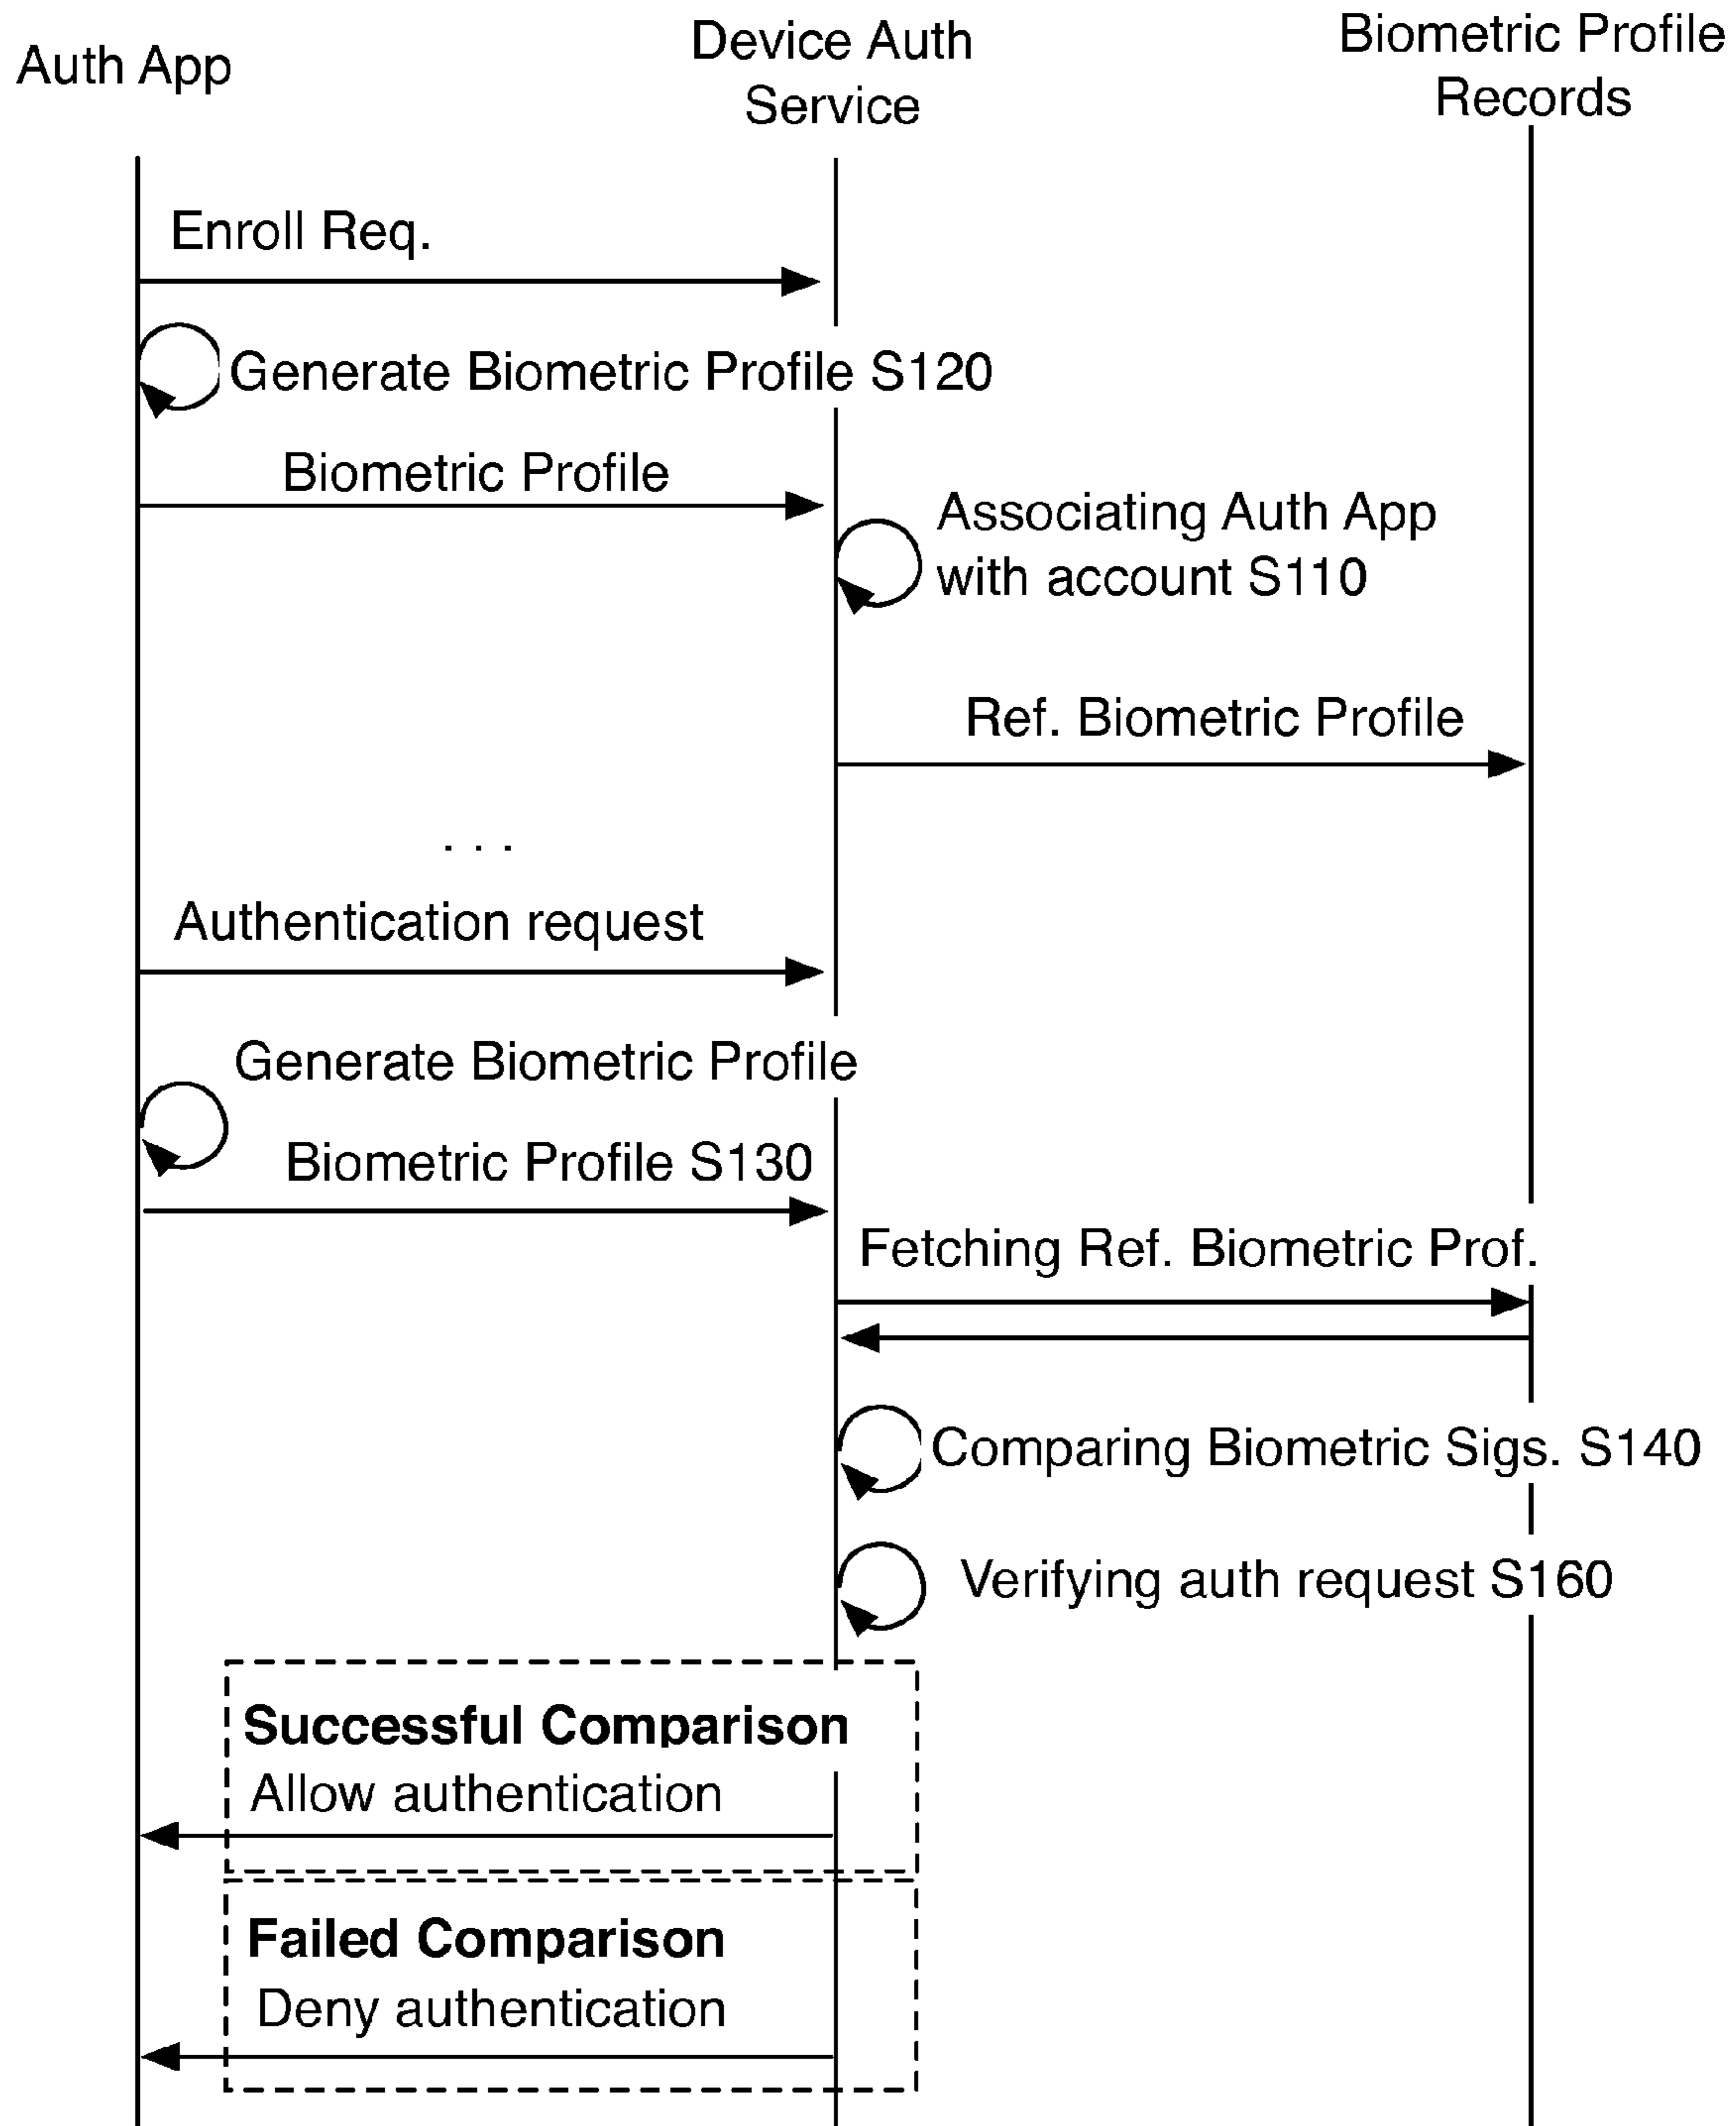 Auth App
Device Auth
Service
Biometric Profile
Records
Enroll Req.
Generate Biometric Profile S120
Biometric Profile
Associating Auth App
with account S110
Ref. Biometric Profile
. . .
Authentication request
Generate Biometric Profile
Biometric Profile S130
Fetching Ref. Biometric Prof.
Comparing Biometric Sigs. S140
Verifying auth request S160
Successful Comparison
Allow authentication
Failed Comparison
Deny authentication